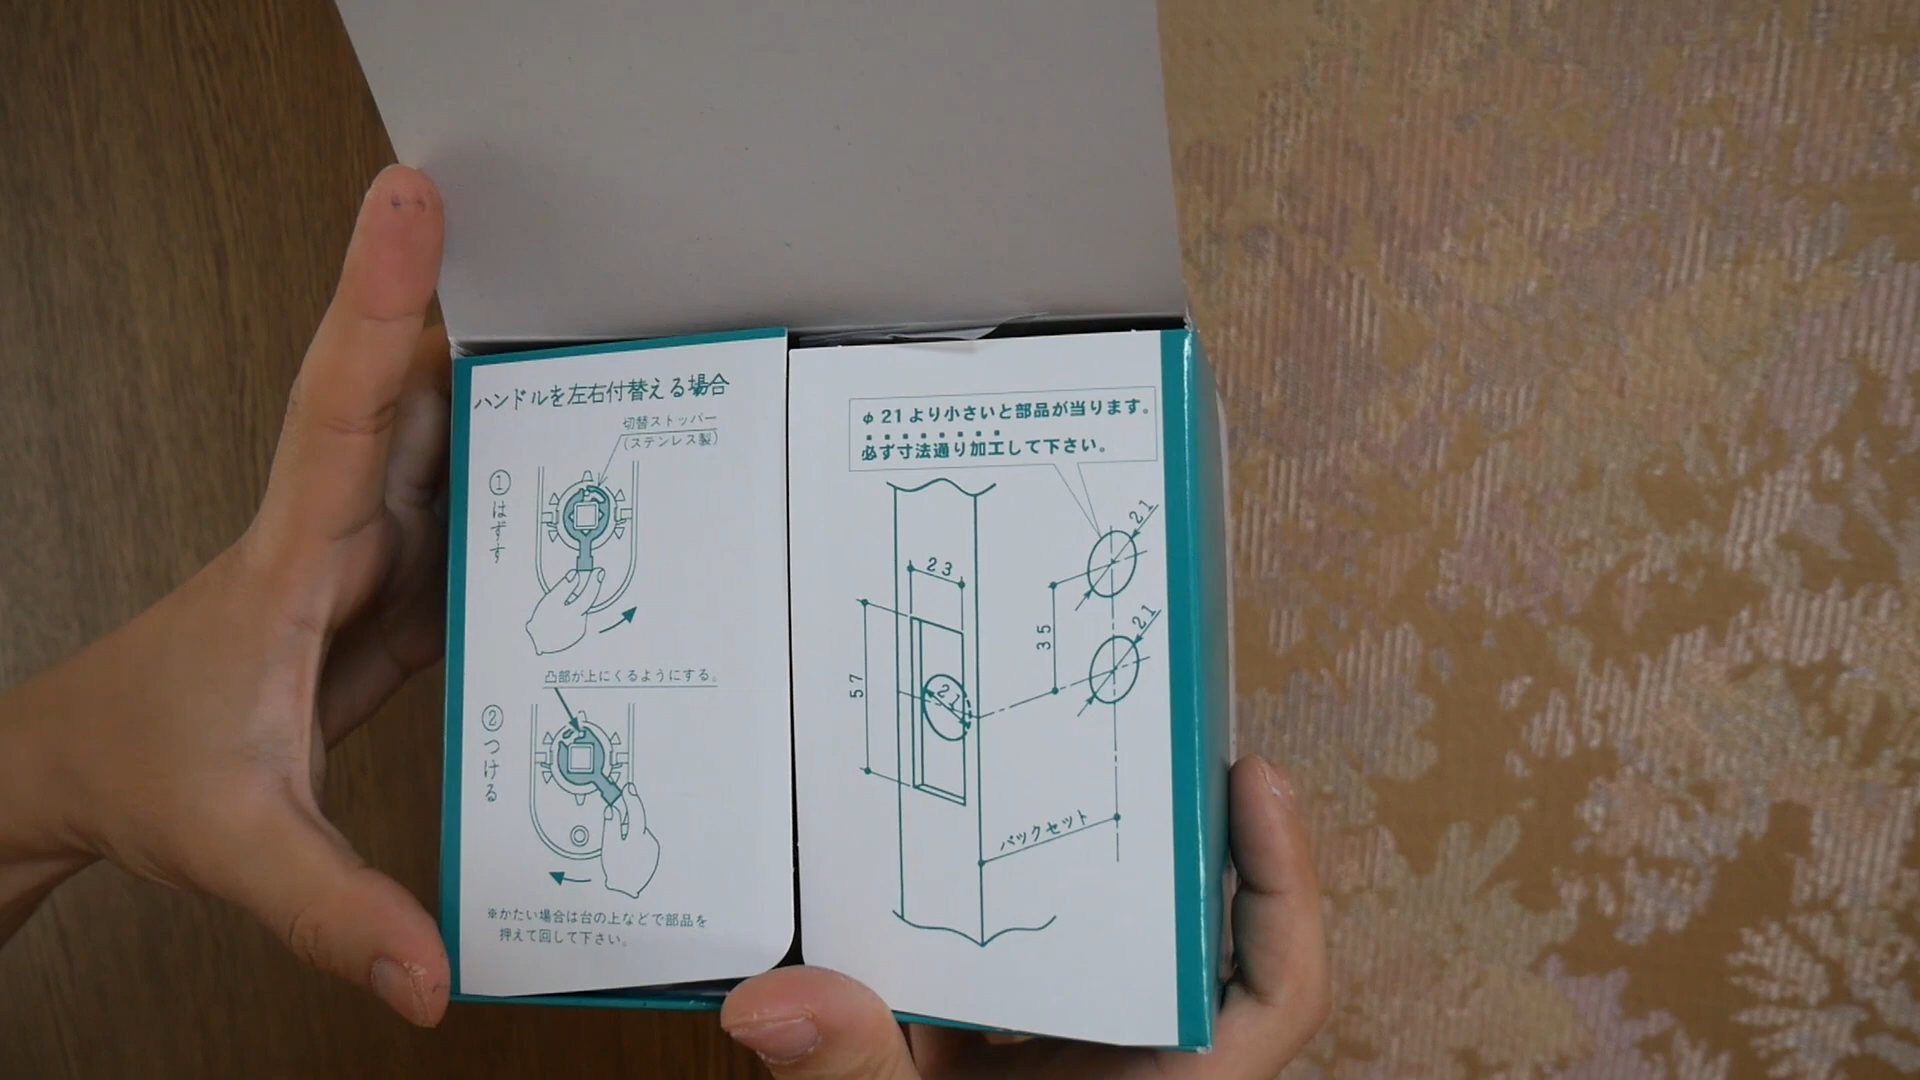 ハンドルを左右付替える場合
切替ストッパー
(ステンレス製)
①はずす
凸部が上にくるようにする。
②つける
※かたい場合は台の上などで部品を
押えて回して下さい。
φ21より小さいと部品が当ります。
必ず寸法通り加工して下さい。
21
23
21
35
57
21
バックセット